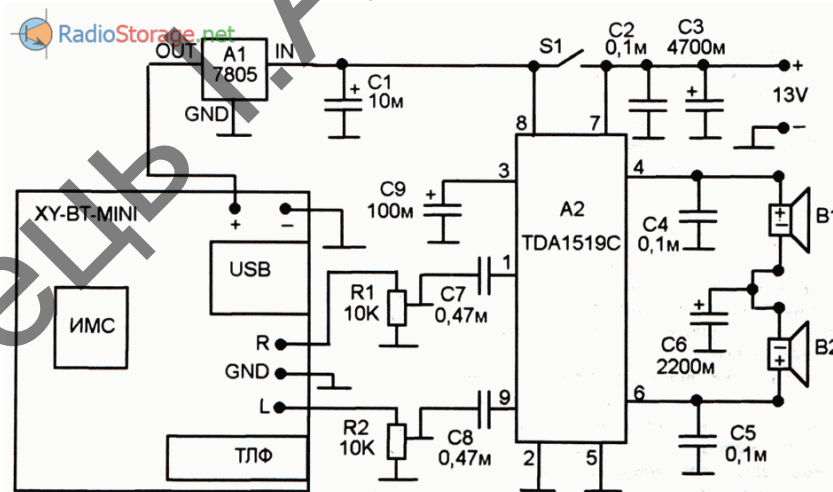 RadioStorage.net
OUT
A1
7805
IN
GND
+
C1
10м
S1
C2
0,1м
C3
4700м
+
+
13V
−
8
7
XY-BT-MINI
+
−
USB
ИМС
R
GND
L
ТЛФ
C9
100м
+
3
R1
10K
C7
0,47м
1
A2
TDA1519C
4
C4
0,1м
+
−
B1
+
C6
2200м
−
+
B2
R2
10K
C8
0,47м
9
6
C5
0,1м
2
5